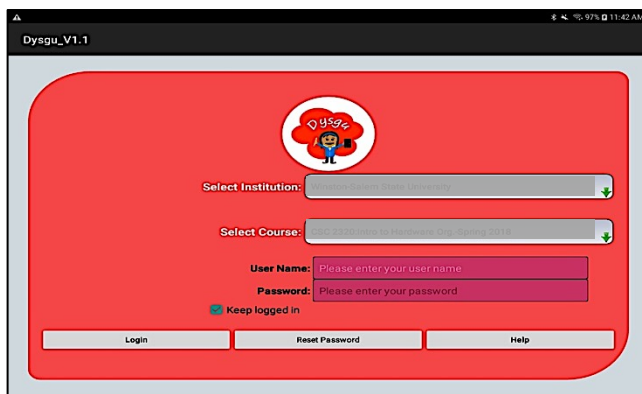 97% 11:42 AM
Dysgu_V1.1
Dysgu
Select Institution: Winston-Salem State University
Select Course: CSC 2320 Intro to Hardware Org, Spring 2018
User Name: Please enter your user name
Password: Please enter your password
Keep logged in
Login Reset Password Help